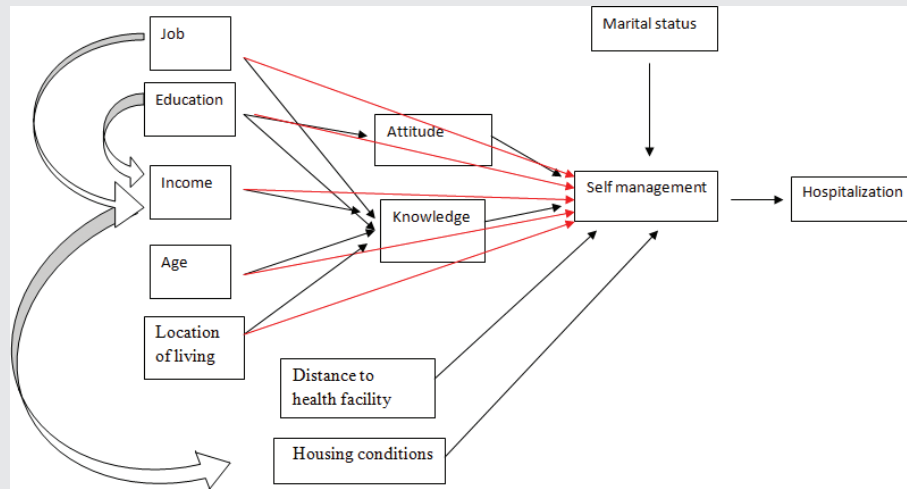 Marital status
Job
Education
Attitude
Income
Self management
Hospitalization
Knowledge
Age
Location
of living
Distance to
health facility
Housing conditions